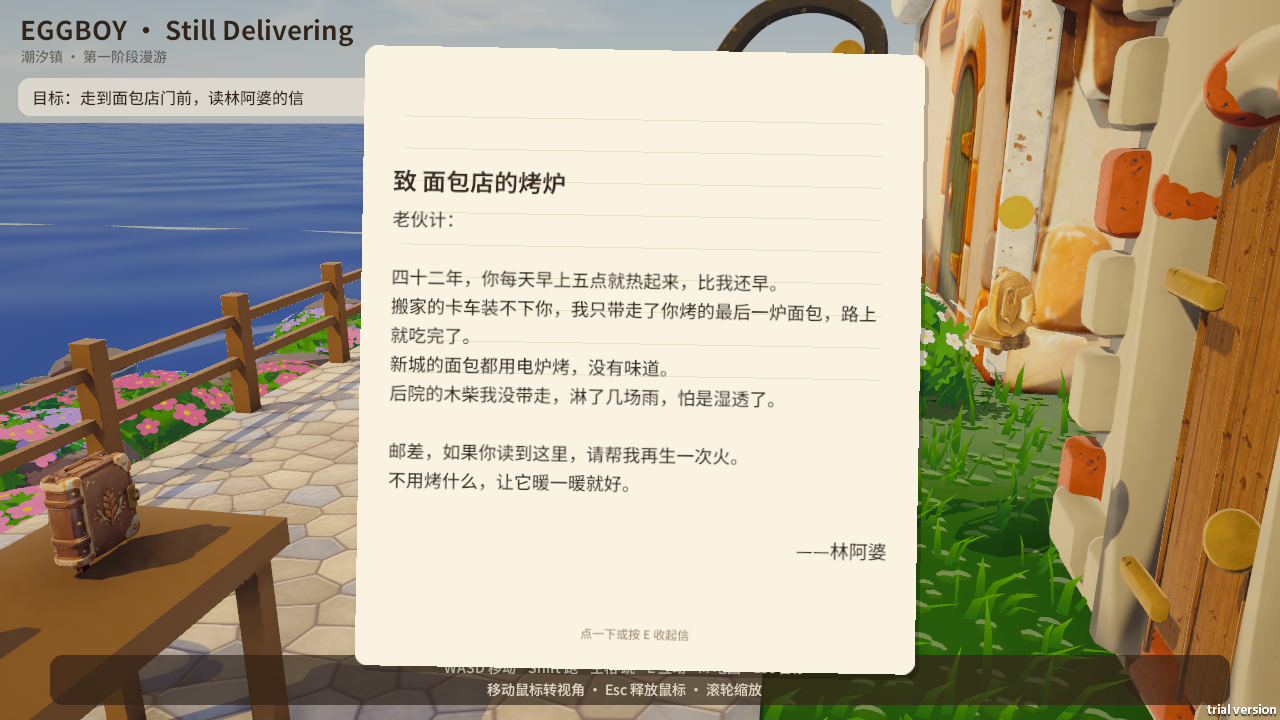 EGGBOY · Still Delivering
潮汐镇 · 第一阶段漫游
目标：走到面包店门前，读林阿婆的信
致 面包店的烤炉
老伙计：
四十二年，你每天早上五点就热起来，比我还早。
搬家的卡车装不下你，我只带走了你烤的最后一炉面包，路上
就吃完了。
新城的面包都用电炉烤，没有味道。
后院的木柴我没带走，淋了几场雨，怕是湿透了。
邮差，如果你读到这里，请帮我再生一次火。
不用烤什么，让它暖一暖就好。
——林阿婆
点一下或按 E 收起信
移动鼠标转视角 · Esc 释放鼠标 · 滚轮缩放
trial version